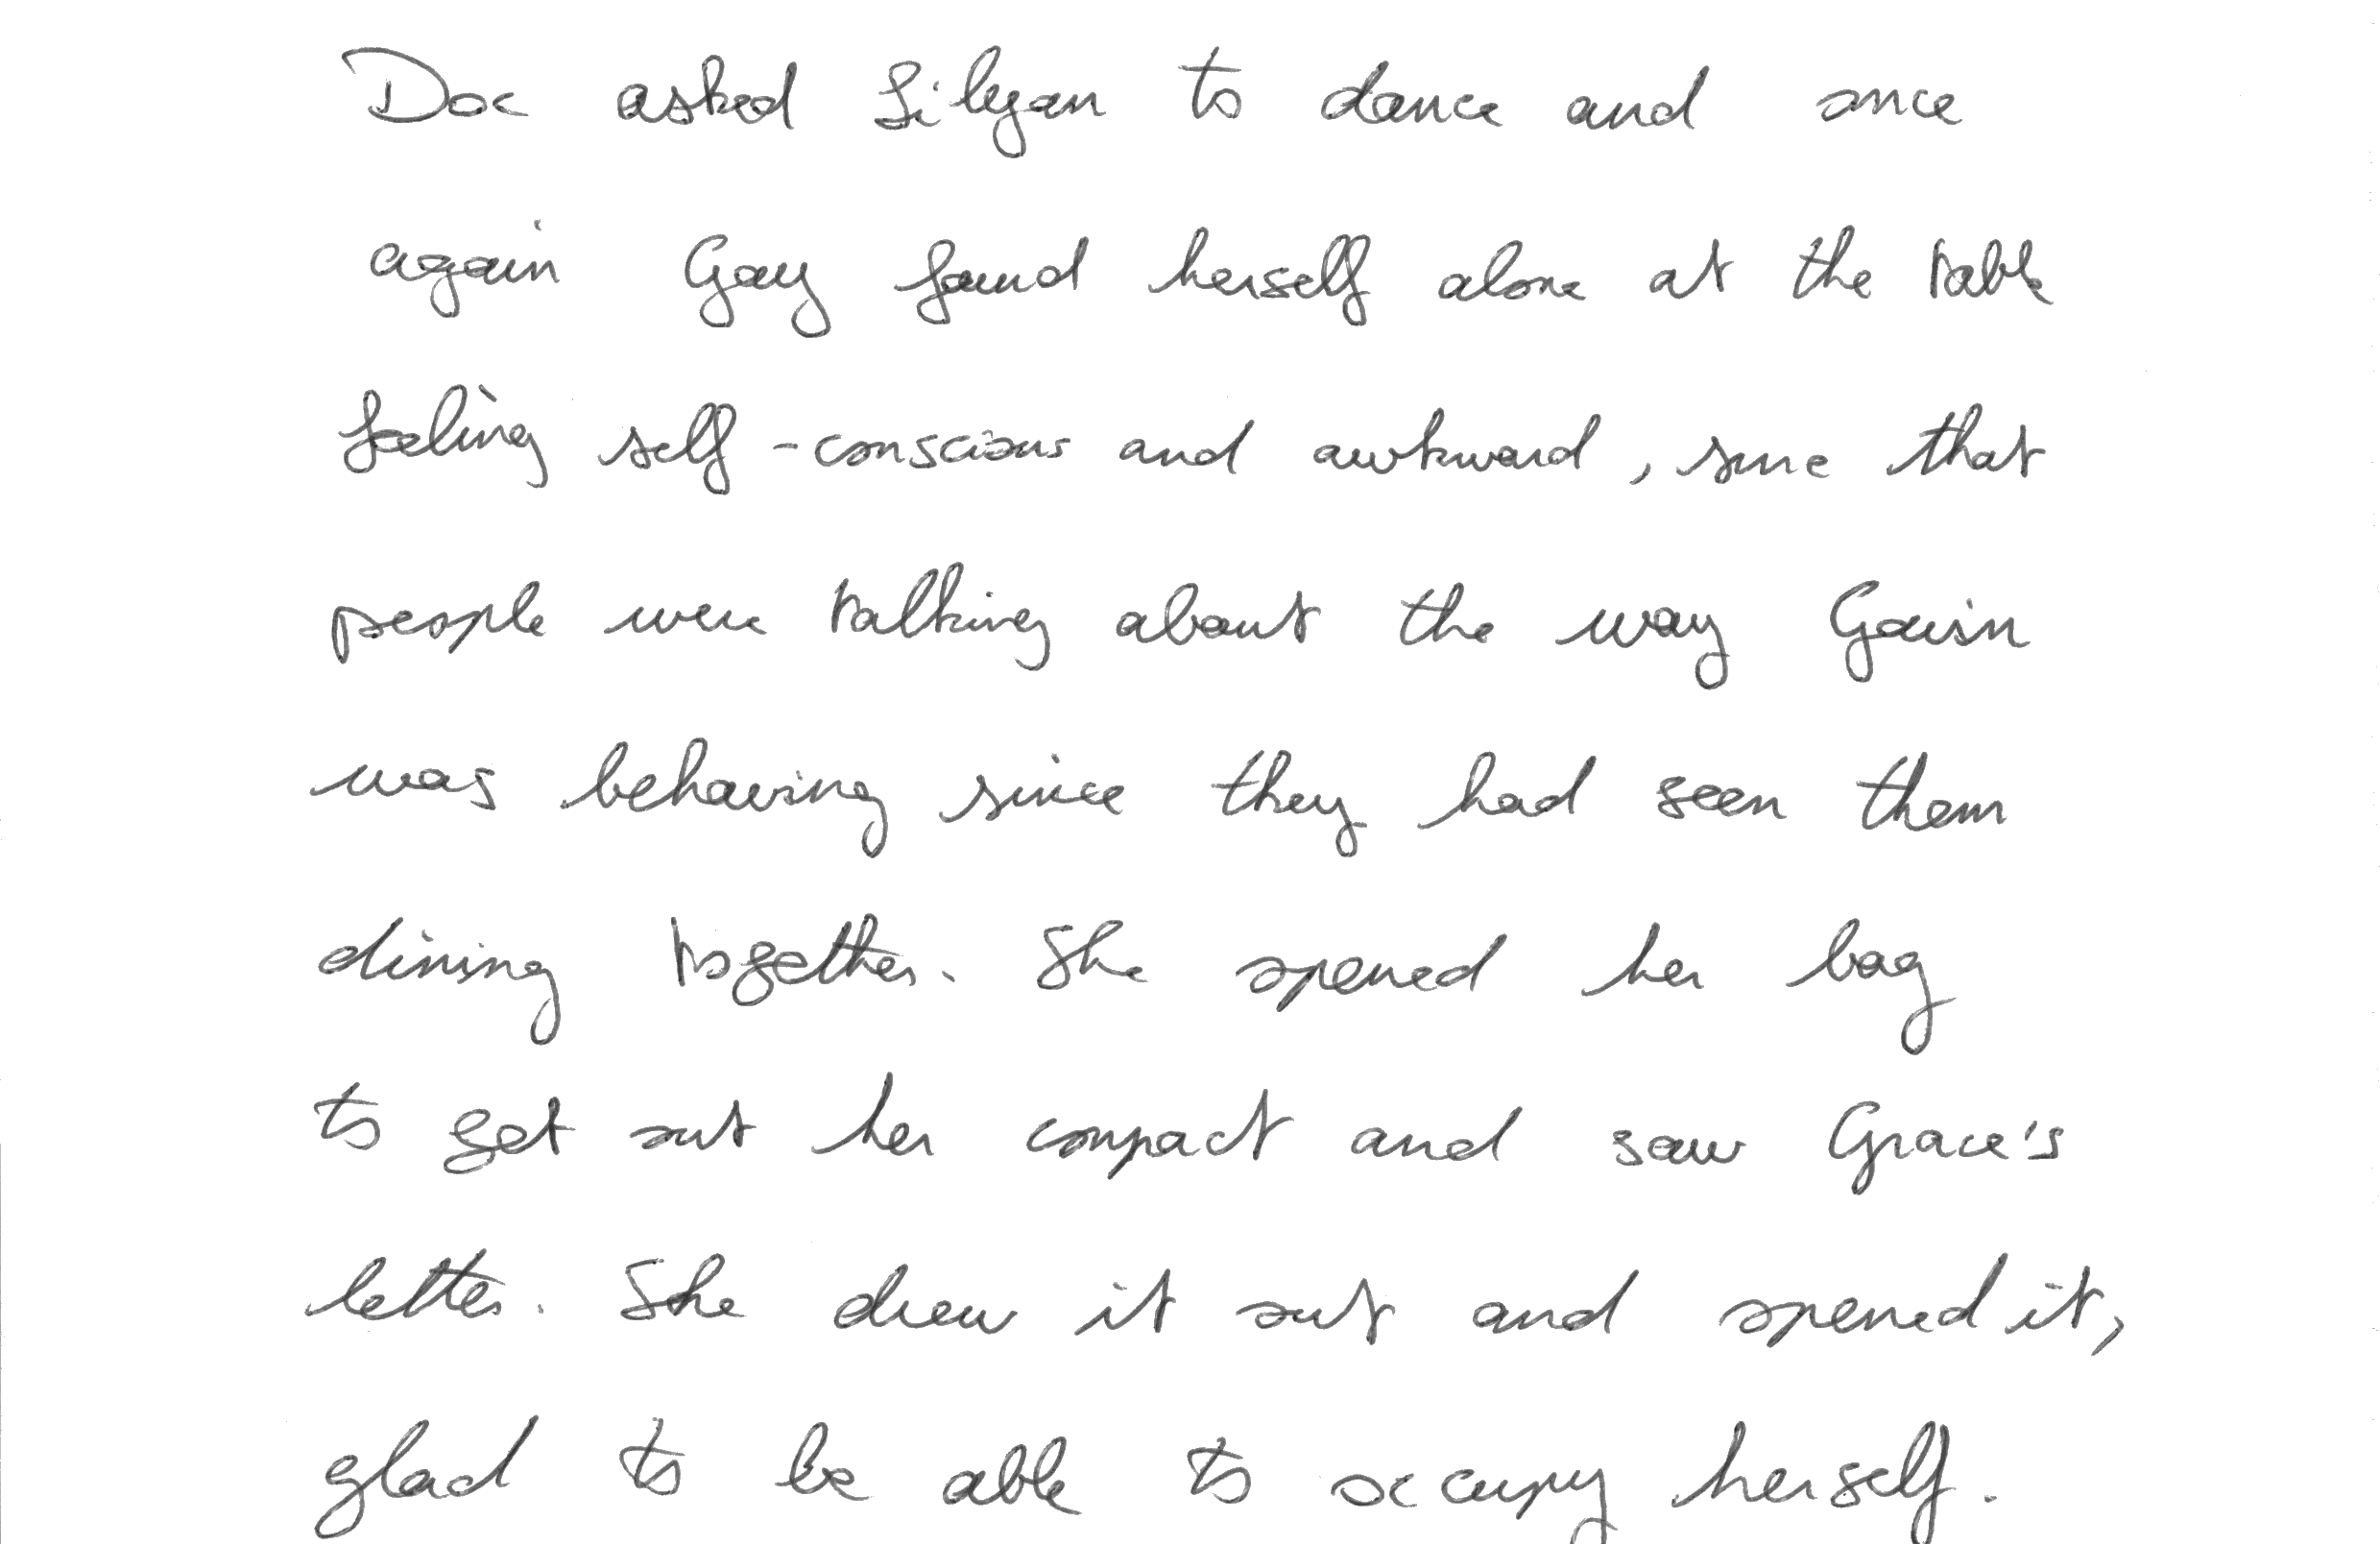 Doc asked Lilyan to dance and once
again Gay found herself alone at the table
feeling self-conscious and awkward, sure that
people were talking about the way Gavin
was behaving since they had seen them
dining together. She opened her bag
to get out her compact and saw Grace's
letter. She drew it out and opened it,
glad to be able to occupy herself.